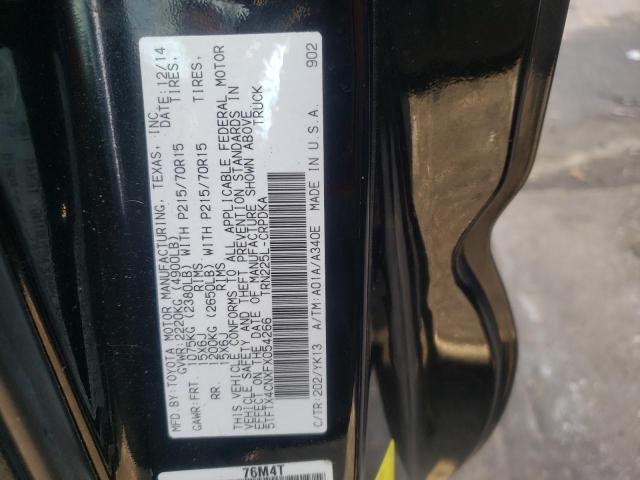 MFD.BY:TOYOTA MOTOR MANUFACTURING, TEXAS, INC DATE: 12/14
GVWR:2220KG (4900LB)
GAWR:FRT. 1075KG (2380LB) WITH P215/70R15 TIRES,
15X6J RIMS
RR. 1200KG (2650LB) WITH P215/70R15 TIRES,
15X6J RIMS
THIS VEHICLE CONFORMS TO ALL APPLICABLE FEDERAL MOTOR
VEHICLE SAFETY AND THEFT PREVENTION STANDARDS IN
EFFECT ON THE DATE OF MANUFACTURE SHOWN ABOVE.
5TFTX4CNXFX054266 TRN225L-CRPDKA TRUCK
C/TR:202/YK13 A/TM:A01A/A340E MADE IN U.S.A. 902
76M4T